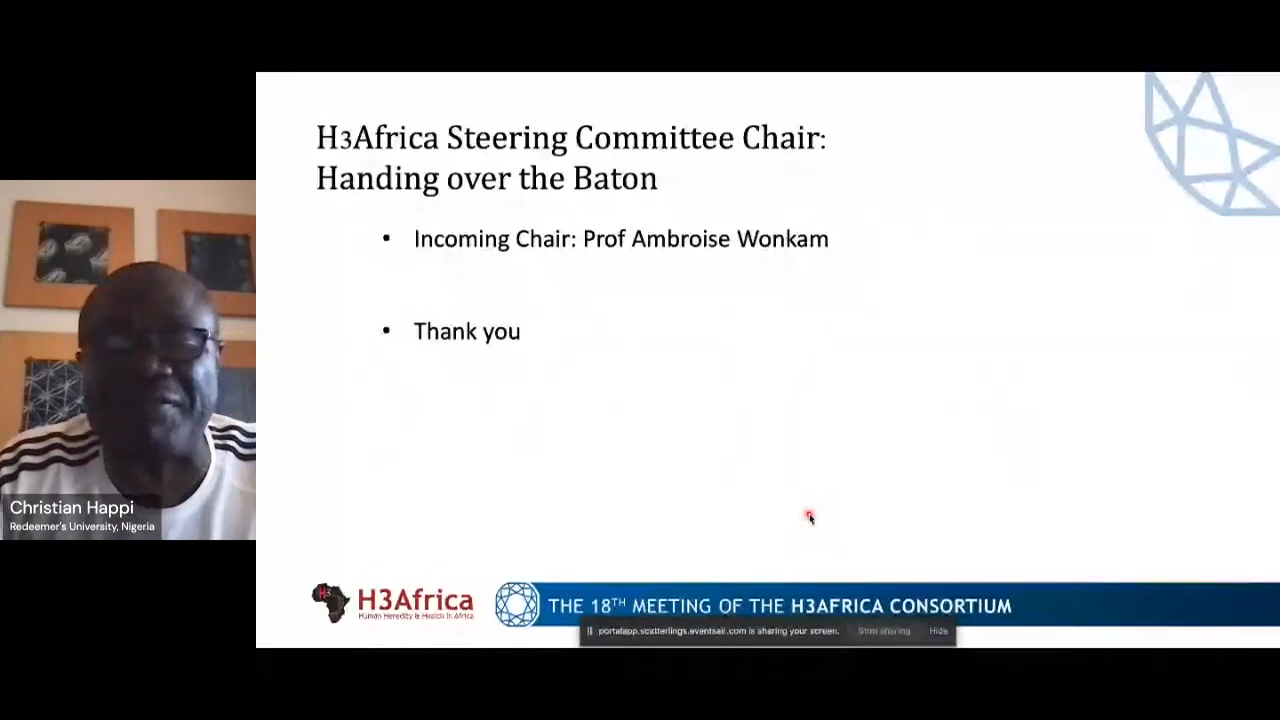 H3Africa Steering Committee Chair:
Handing over the Baton
• Incoming Chair: Prof Ambroise Wonkam
• Thank you
Christian Happi
Redeemer's University, Nigeria
H3
H3Africa
Human Heredity & Health in Africa
THE 18TH MEETING OF THE H3AFRICA CONSORTIUM
portalapp.scatterlings.eventsair.com is sharing your screen.
Stop sharing
Hide